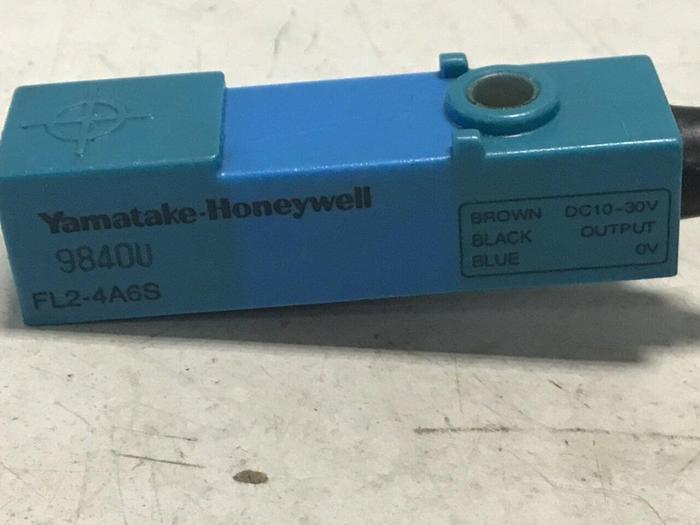 Yamatake-Honeywell
9840U
FL2-4A6S
BROWN DC10-30V
BLACK OUTPUT
BLUE 0V